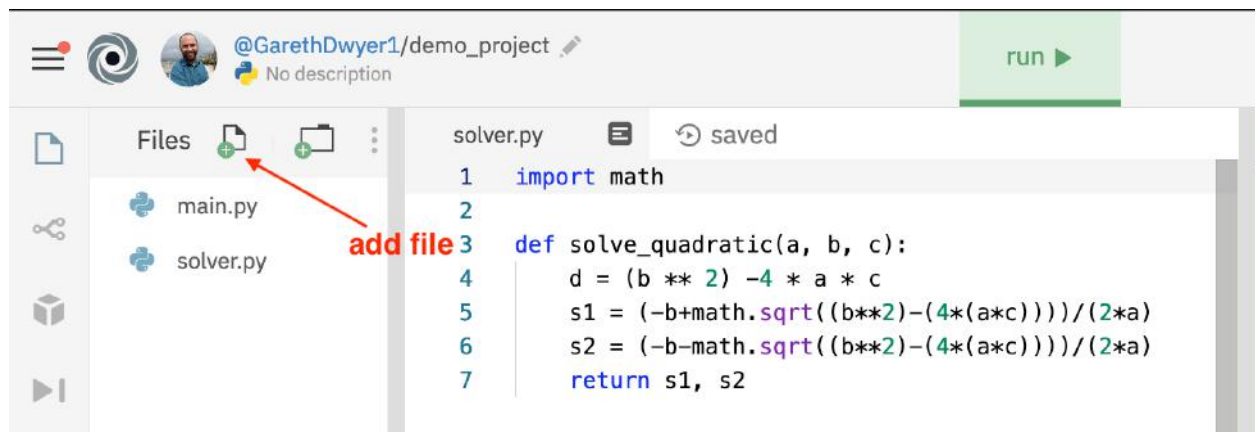 @GarethDwyer1/demo_project
No description
run
Files
main.py
solver.py
add file
solver.py saved
1 import math
2
3 def solve_quadratic(a, b, c):
4     d = (b ** 2) -4 * a * c
5     s1 = (-b+math.sqrt((b**2)-(4*(a*c))))/(2*a)
6     s2 = (-b-math.sqrt((b**2)-(4*(a*c))))/(2*a)
7     return s1, s2